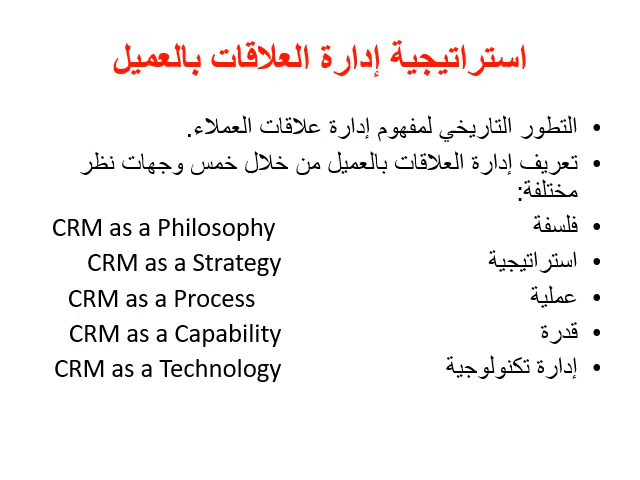 استراتيجية إدارة العلاقات بالعميل
• التطور التاريخي لمفهوم إدارة علاقات العملاء.
• تعريف إدارة العلاقات بالعميل من خلال خمس وجهات نظر
مختلفة:
• فلسفة CRM as a Philosophy
• استراتيجية CRM as a Strategy
• عملية CRM as a Process
• قدرة CRM as a Capability
• إدارة تكنولوجية CRM as a Technology